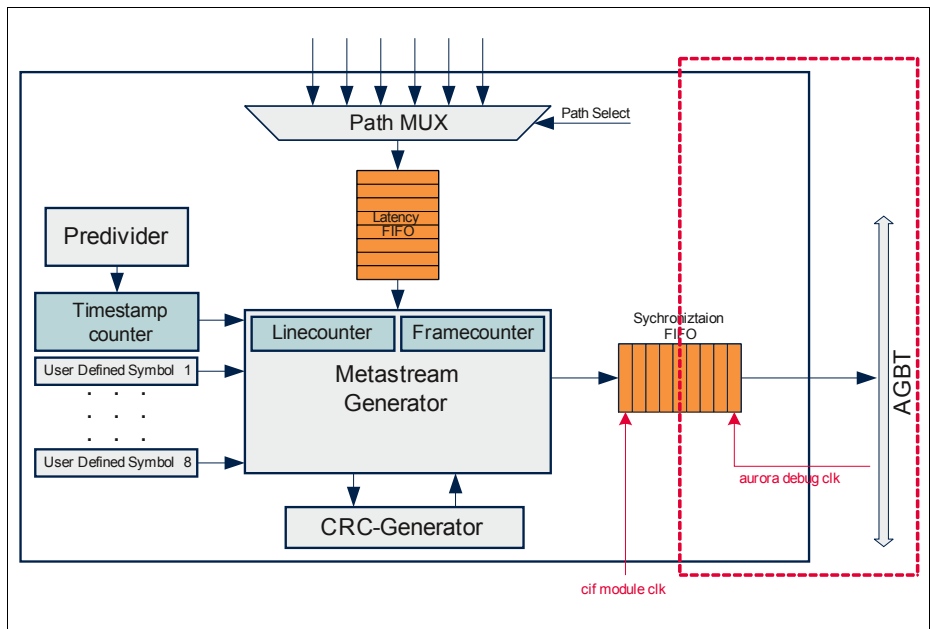 Path MUX
Path Select
Latency
FIFO
Predivider
Timestamp
counter
Linecounter
Framecounter
Sychroniztaion
FIFO
User Defined Symbol 1
Metastream
Generator
AGBT
User Defined Symbol 8
aurora debug clk
CRC-Generator
cif module clk